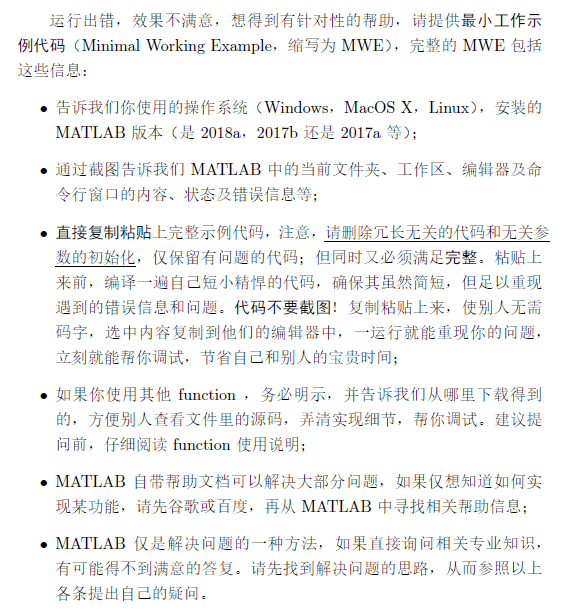 运行出错，效果不满意，想得到有针对性的帮助，请提供最小工作示
例代码（Minimal Working Example，缩写为 MWE），完整的 MWE 包括
这些信息：
• 告诉我们你使用的操作系统（Windows，MacOS X，Linux），安装的
MATLAB 版本（是 2018a，2017b 还是 2017a 等）；
• 通过截图告诉我们 MATLAB 中的当前文件夹、工作区、编辑器及命
令行窗口的内容、状态及错误信息等；
• 直接复制粘贴上完整示例代码，注意，请删除冗长无关的代码和无关参
数的初始化，仅保留有问题的代码；但同时又必须满足完整。粘贴上
来前，编译一遍自己短小精悍的代码，确保其虽然简短，但足以重现
遇到的错误信息和问题。代码不要截图！复制粘贴上来，使别人无需
码字，选中内容复制到他们的编辑器中，一运行就能重现你的问题，
立刻就能帮你调试，节省自己和别人的宝贵时间；
• 如果你使用其他 function ，务必明示，并告诉我们从哪里下载得到
的，方便别人查看文件里的源码，弄清实现细节，帮你调试。建议提
问前，仔细阅读 function 使用说明；
• MATLAB 自带帮助文档可以解决大部分问题，如果仅想知道如何实
现某功能，请先谷歌或百度，再从 MATLAB 中寻找相关帮助信息；
• MATLAB 仅是解决问题的一种方法，如果直接询问相关专业知识，
有可能得不到满意的答复。请先找到解决问题的思路，从而参照以上
各条提出自己的疑问。